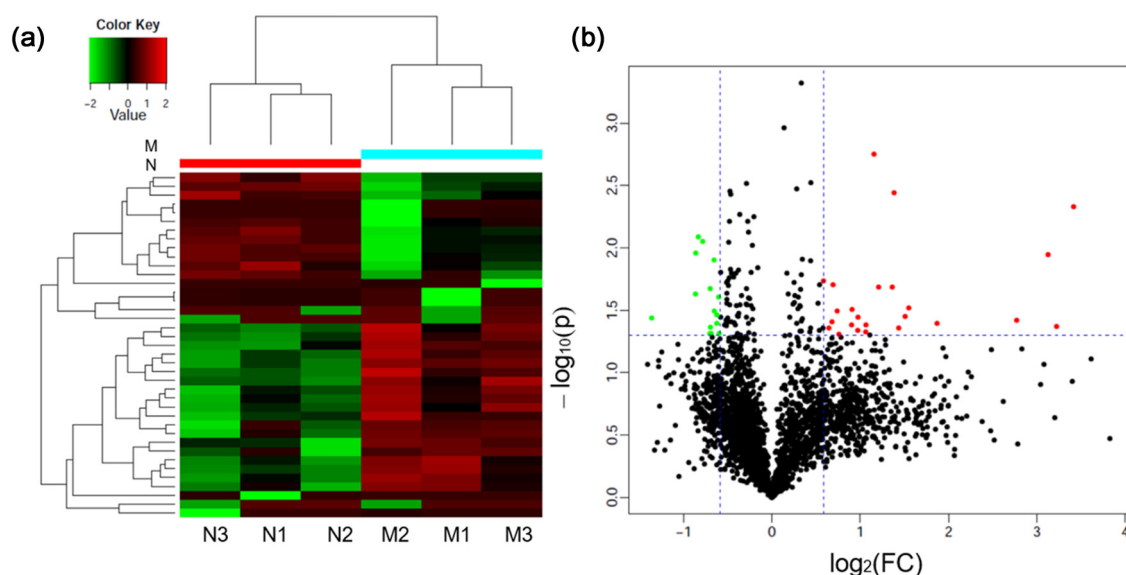 (a)
Color Key
−2 0 1 2
Value
M
N
N3 N1 N2 M2 M1 M3
(b)
3.0
2.5
2.0
1.5
1.0
0.5
0.0
−log10(p)
−1 0 1 2 3 4
log2(FC)